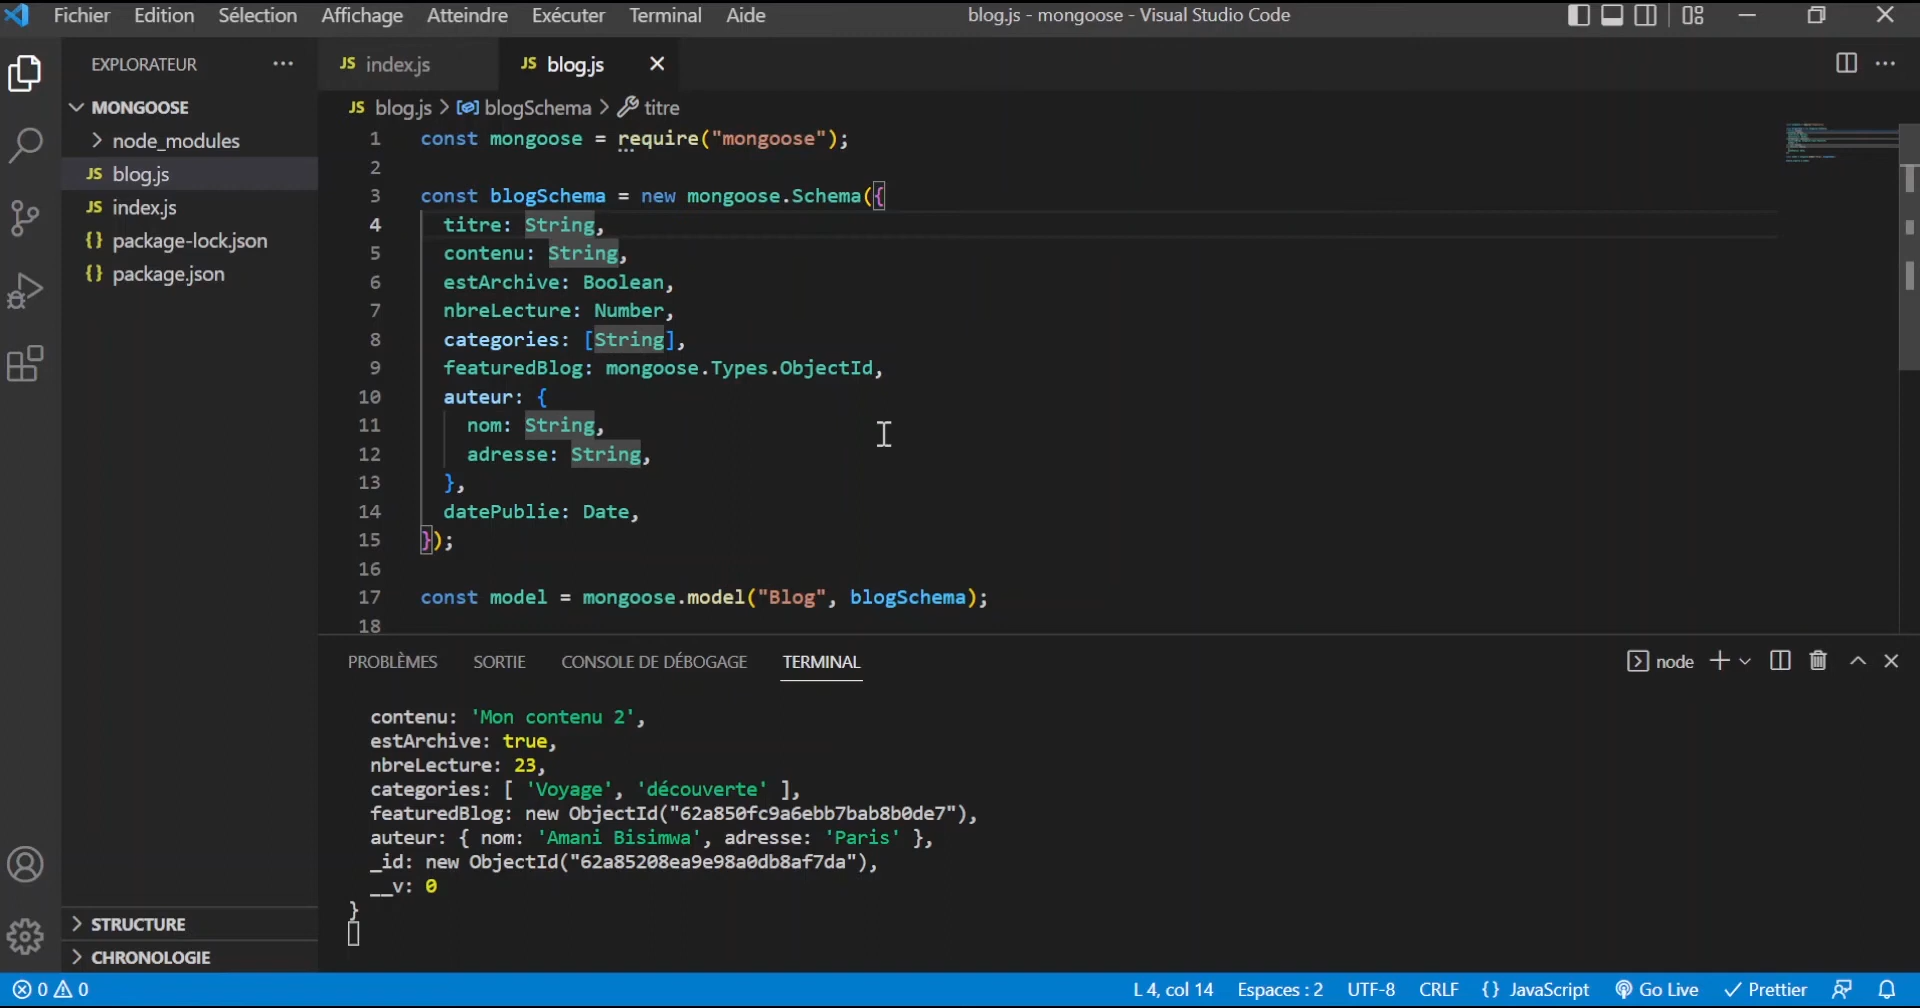 Fichier Edition Sélection Affichage Atteindre Exécuter Terminal Aide blog.js - mongoose - Visual Studio Code
EXPLORATEUR
MONGOOSE
node_modules
JS blog.js
JS index.js
{} package-lock.json
{} package.json
STRUCTURE
CHRONOLOGIE
JS index.js JS blog.js
JS blog.js > blogSchema > titre
1 const mongoose = require("mongoose");
2
3 const blogSchema = new mongoose.Schema({
4 titre: String,
5 contenu: String,
6 estArchive: Boolean,
7 nbreLecture: Number,
8 categories: [String],
9 featuredBlog: mongoose.Types.ObjectId,
10 auteur: {
11 nom: String,
12 adresse: String,
13 },
14 datePublie: Date,
15 });
16
17 const model = mongoose.model("Blog", blogSchema);
18
PROBLÈMES SORTIE CONSOLE DE DÉBOGAGE TERMINAL node
contenu: 'Mon contenu 2',
estArchive: true,
nbreLecture: 23,
categories: [ 'Voyage', 'découverte' ],
featuredBlog: new ObjectId("62a850fc9a6ebb7bab8b0de7"),
auteur: { nom: 'Amani Bisimwa', adresse: 'Paris' },
_id: new ObjectId("62a85208ea9e98a0db8af7da"),
__v: 0
}
0 0 L 4, col 14 Espaces : 2 UTF-8 CRLF {} JavaScript Go Live Prettier